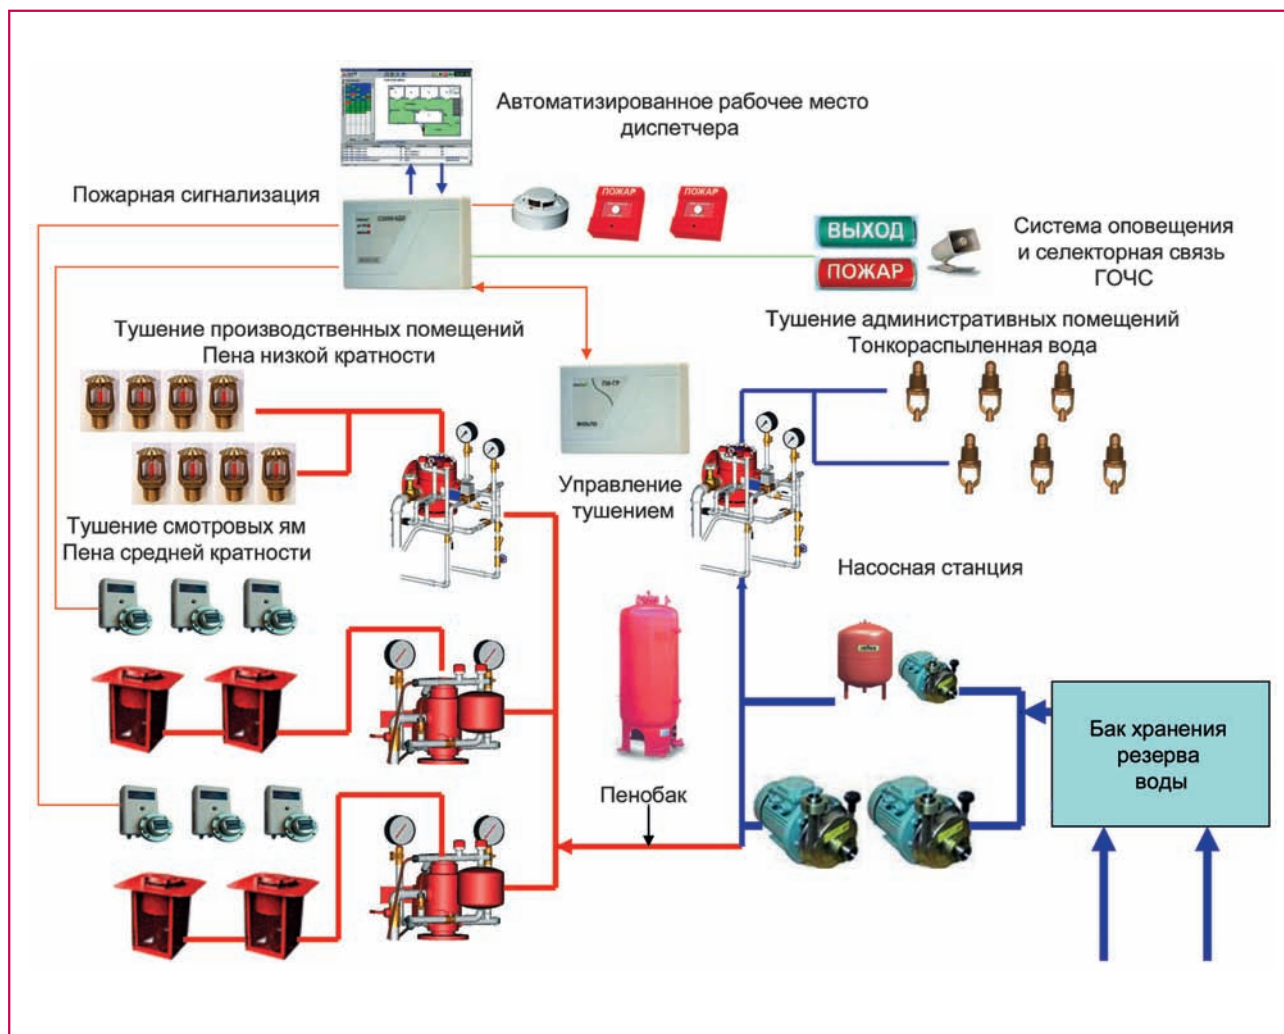 Автоматизированное рабочее место
диспетчера
Пожарная сигнализация
ПОЖАР
ПОЖАР
ВЫХОД
ПОЖАР
Система оповещения
и селекторная связь
ГОЧС
Тушение производственных помещений
Пена низкой кратности
Тушение административных помещений
Тонкораспыленная вода
Управление
тушением
Тушение смотровых ям
Пена средней кратности
Насосная станция
Бак хранения
резерва
воды
Пенобак